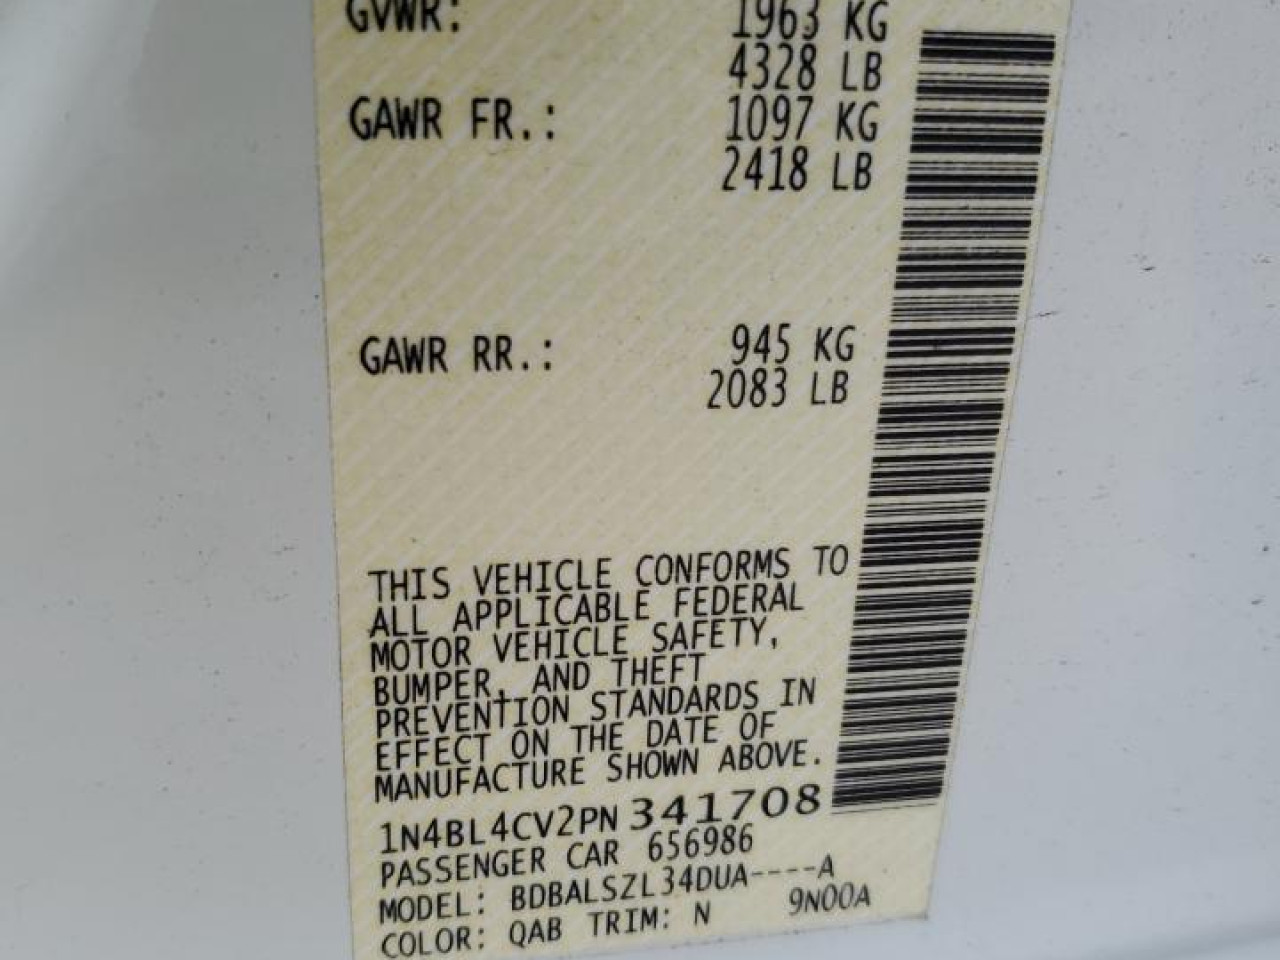 GVWR: 1963 KG
4328 LB
GAWR FR.: 1097 KG
2418 LB
GAWR RR.: 945 KG
2083 LB
THIS VEHICLE CONFORMS TO
ALL APPLICABLE FEDERAL
MOTOR VEHICLE SAFETY,
BUMPER, AND THEFT
PREVENTION STANDARDS IN
EFFECT ON THE DATE OF
MANUFACTURE SHOWN ABOVE.
1N4BL4CV2PN341708
PASSENGER CAR 656986
MODEL: BDBALSZL34DUA----A
COLOR: QAB TRIM: N 9N00A